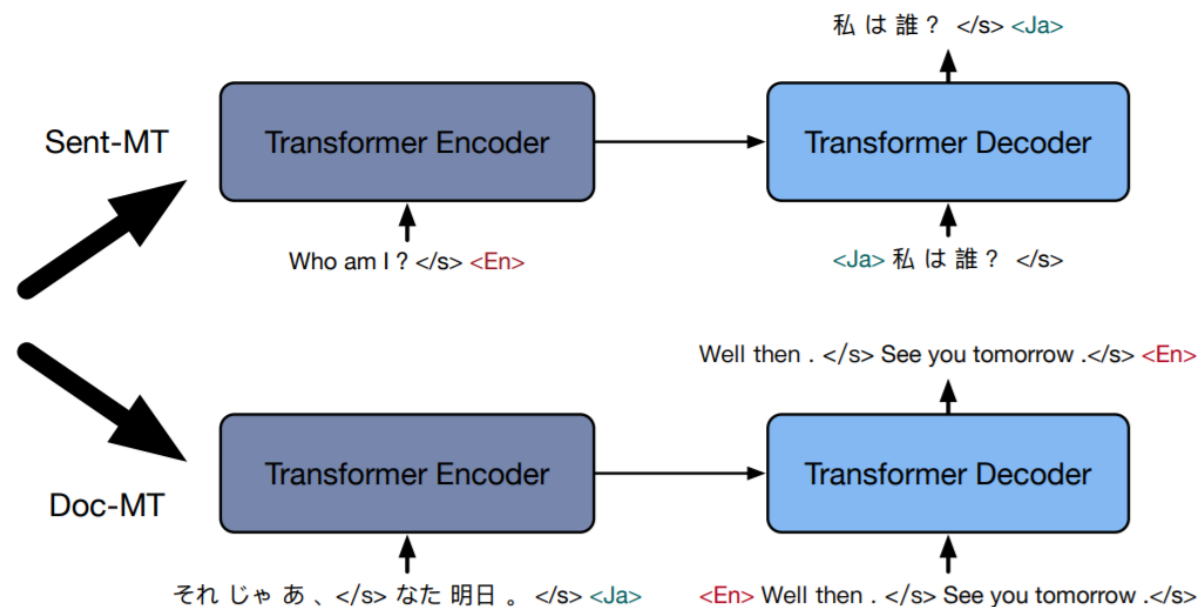 私 は 誰 ? </s> <Ja>
Sent-MT
Transformer Encoder
Transformer Decoder
Who am I ? </s> <En>
<Ja> 私 は 誰 ? </s>
Well then . </s> See you tomorrow .</s> <En>
Transformer Encoder
Transformer Decoder
Doc-MT
それ じゃ あ 、</s> なた 明日 。 </s> <Ja>
<En> Well then . </s> See you tomorrow .</s>